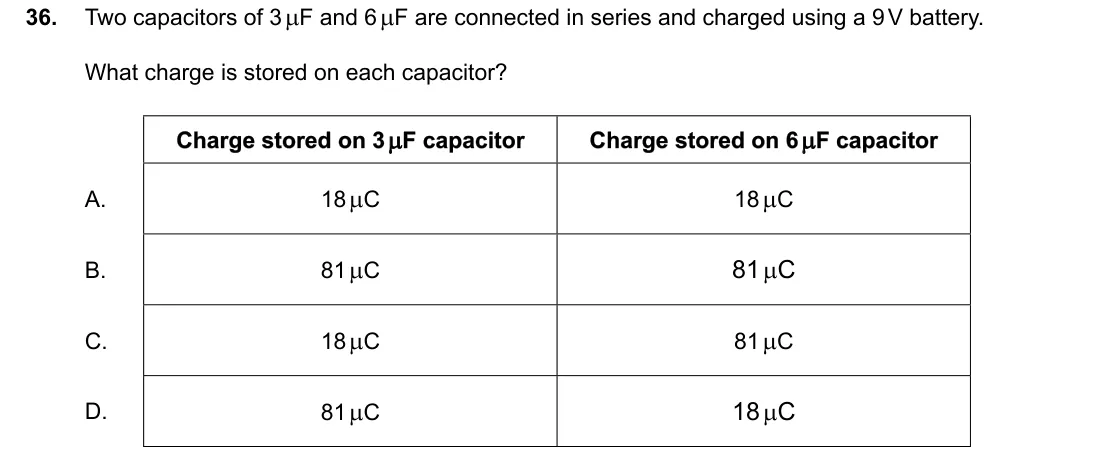 36. Two capacitors of 3 μF and 6 μF are connected in series and charged using a 9 V battery.
What charge is stored on each capacitor?
Charge stored on 3 μF capacitor Charge stored on 6 μF capacitor
A. 18 μC 18 μC
B. 81 μC 81 μC
C. 18 μC 81 μC
D. 81 μC 18 μC